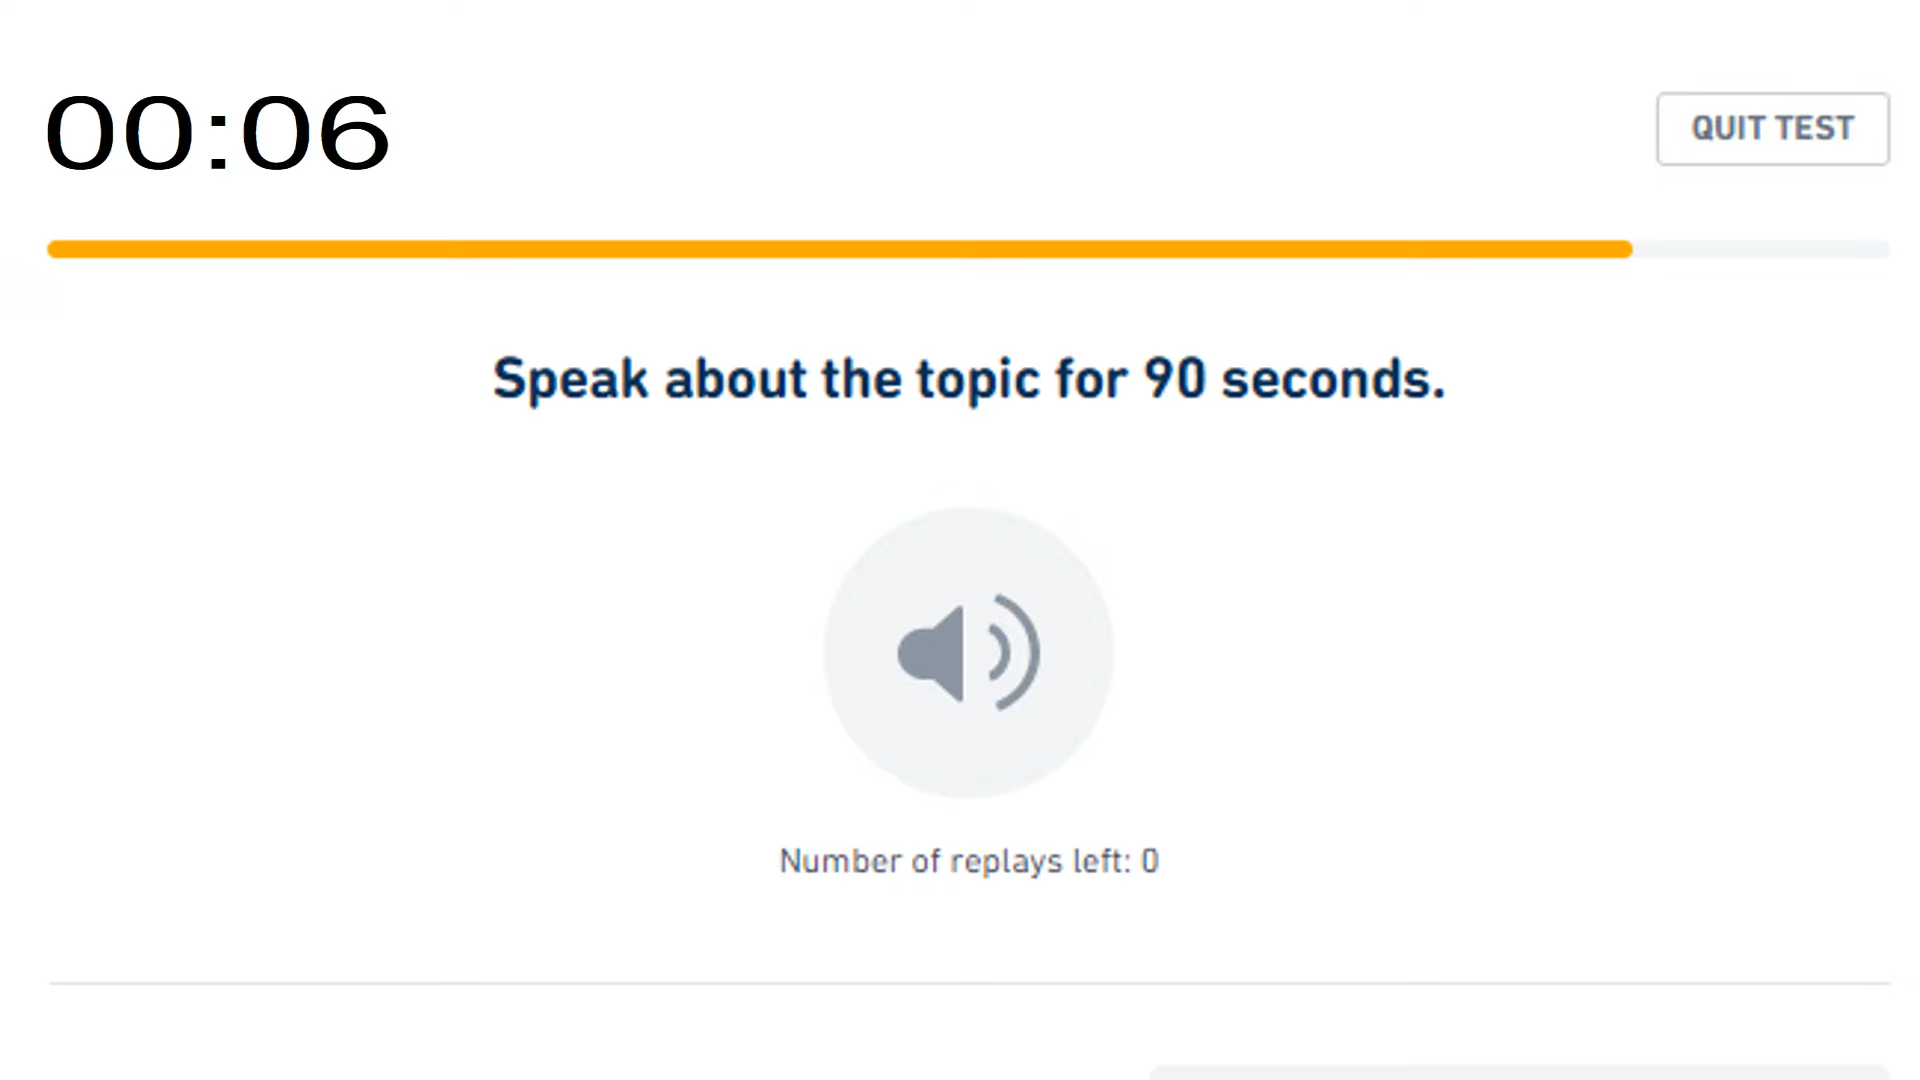 00:06
QUIT TEST
Speak about the topic for 90 seconds.
Number of replays left: 0